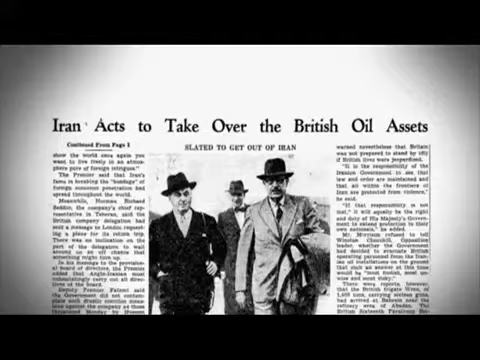 Iran Acts to Take Over the British Oil Assets
Continued From Page 1
show the world once again you
want to live freely in an atmos-
phere pure of foreign intrigues."
The Premier said that Iran's
fame in breaking the "bondage" of
foreign economic penetration had
spread throughout the world.
Meanwhile, Norman Richard
Seddon, the company's chief rep-
resentative in Teheran, said the
British company delegation had
sent a message to London request-
ing a plane for its return trip.
There was no indication on the
part of the delegates to wait
around on an off chance that
something might turn up.
In his message to the provision-
al board of directors, the Premier
added that Anglo-Iranian must
unhesitatingly carry out all direc-
tives of the board.
Deputy Premier Fatemi said
the Government did not contem-
SLATED TO GET OUT OF IRAN
warned nevertheless that Britain
was not prepared to stand by idly
if British lives were jeopardized.
"It is the responsibility of the
Iranian Government to see that
law and order are maintained and
that all within the frontiers of
Iran are protected from violence,"
he said.
"If that responsibility is not
met, it will equally be the right
and duty of His Majesty's Govern-
ment to extend protection to their
own nationals," he added.
Mr. Morrison refused to tell
Winston Churchill, Opposition
leader, whether the Government
had decided to evacuate British
operating personnel from the Iran-
ian oil installations on the ground
that such an answer at this time
would be "most foolish, most un-
wise and most risky."
There were reports, however,
that the British frigate Wren, of
had arrived at Bahrein near the
refinery area of Abadan. The